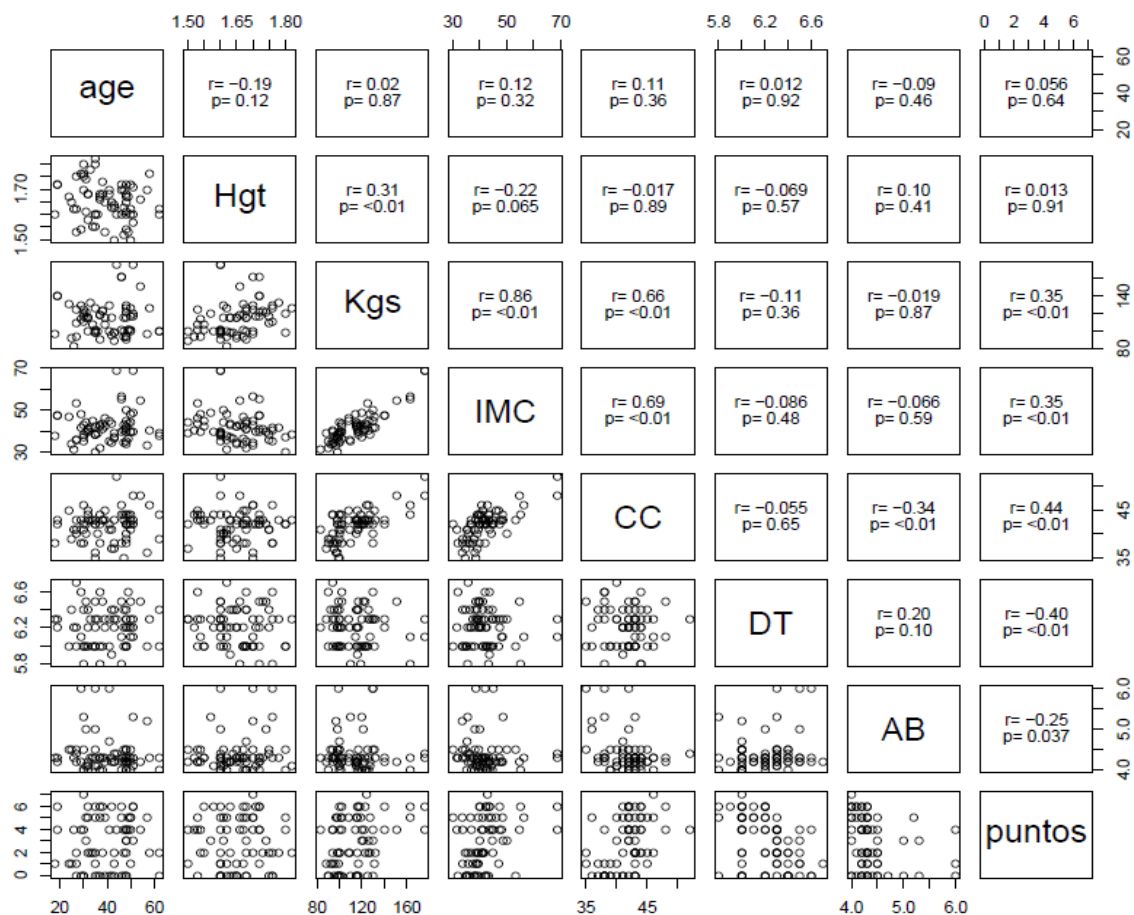 1.50 1.65 1.80 30 50 70 5.8 6.2 6.6 0 2 4 6
age r= −0.19 r= 0.02 r= 0.12 r= 0.11 r= 0.012 r= −0.09 r= 0.056
p= 0.12 p= 0.87 p= 0.32 p= 0.36 p= 0.92 p= 0.46 p= 0.64
20 40 60
1.50 1.70
Hgt r= 0.31 r= −0.22 r= −0.017 r= −0.069 r= 0.10 r= 0.013
p= <0.01 p= 0.065 p= 0.89 p= 0.57 p= 0.41 p= 0.91
Kgs r= 0.86 r= 0.66 r= −0.11 r= −0.019 r= 0.35
p= <0.01 p= <0.01 p= 0.36 p= 0.87 p= <0.01
80 140
30 50 70
IMC r= 0.69 r= −0.086 r= −0.066 r= 0.35
p= <0.01 p= 0.48 p= 0.59 p= <0.01
CC r= −0.055 r= −0.34 r= 0.44
p= 0.65 p= <0.01 p= <0.01
35 45
5.8 6.2 6.6
DT r= 0.20 r= −0.40
p= 0.10 p= <0.01
AB r= −0.25
p= 0.037
4.0 5.0 6.0
0 2 4 6
puntos
20 40 60 80 120 160 35 45 4.0 5.0 6.0